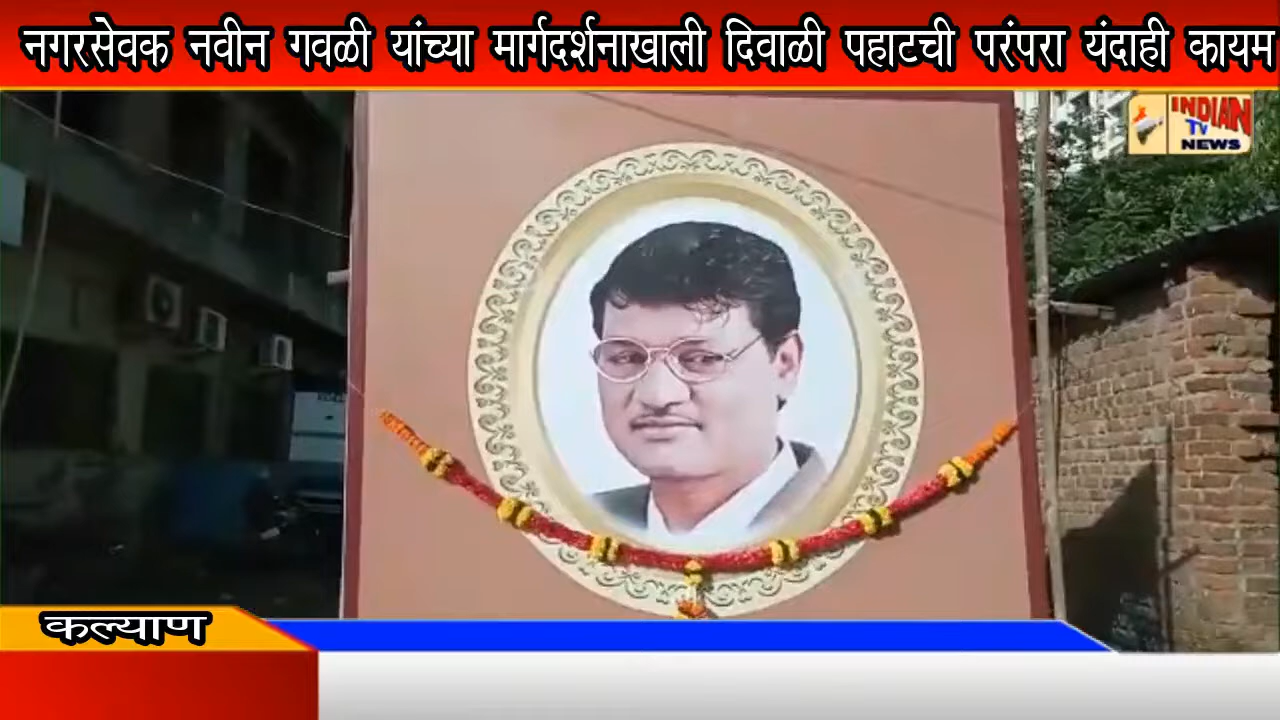 नगरसेवक नवीन गवळी यांच्या मार्गदर्शनाखाली दिवाळी पहाटची परंपरा यंदाही कायम
INDIAN
TV
NEWS
कल्याण